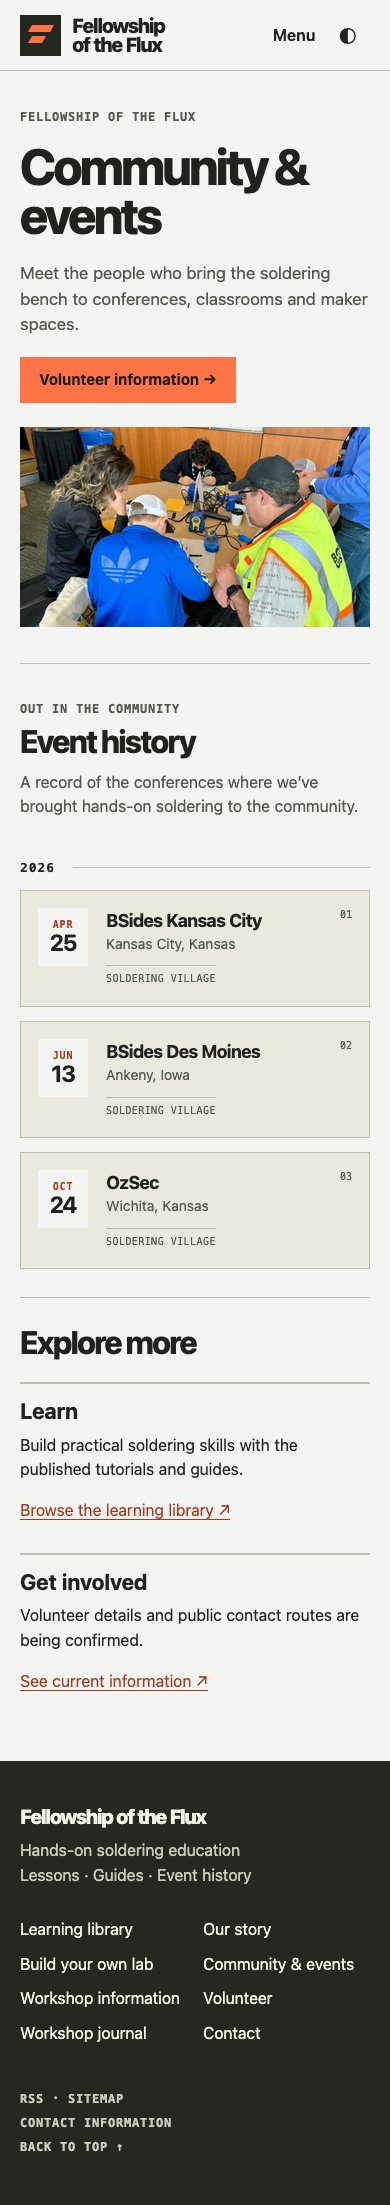 Fellowship
of the Flux
Menu
FELLOWSHIP OF THE FLUX
Community &
events
Meet the people who bring the soldering
bench to conferences, classrooms and maker
spaces.
Volunteer information →
OUT IN THE COMMUNITY
Event history
A record of the conferences where we’ve
brought hands-on soldering to the community.
2026
APR
25
BSides Kansas City
01
Kansas City, Kansas
SOLDERING VILLAGE
JUN
13
BSides Des Moines
02
Ankeny, Iowa
SOLDERING VILLAGE
OCT
24
OzSec
03
Wichita, Kansas
SOLDERING VILLAGE
Explore more
Learn
Build practical soldering skills with the
published tutorials and guides.
Browse the learning library ↗
Get involved
Volunteer details and public contact routes are
being confirmed.
See current information ↗
Fellowship of the Flux
Hands-on soldering education
Lessons · Guides · Event history
Learning library
Our story
Build your own lab
Community & events
Workshop information
Volunteer
Workshop journal
Contact
RSS · SITEMAP
CONTACT INFORMATION
BACK TO TOP ↑